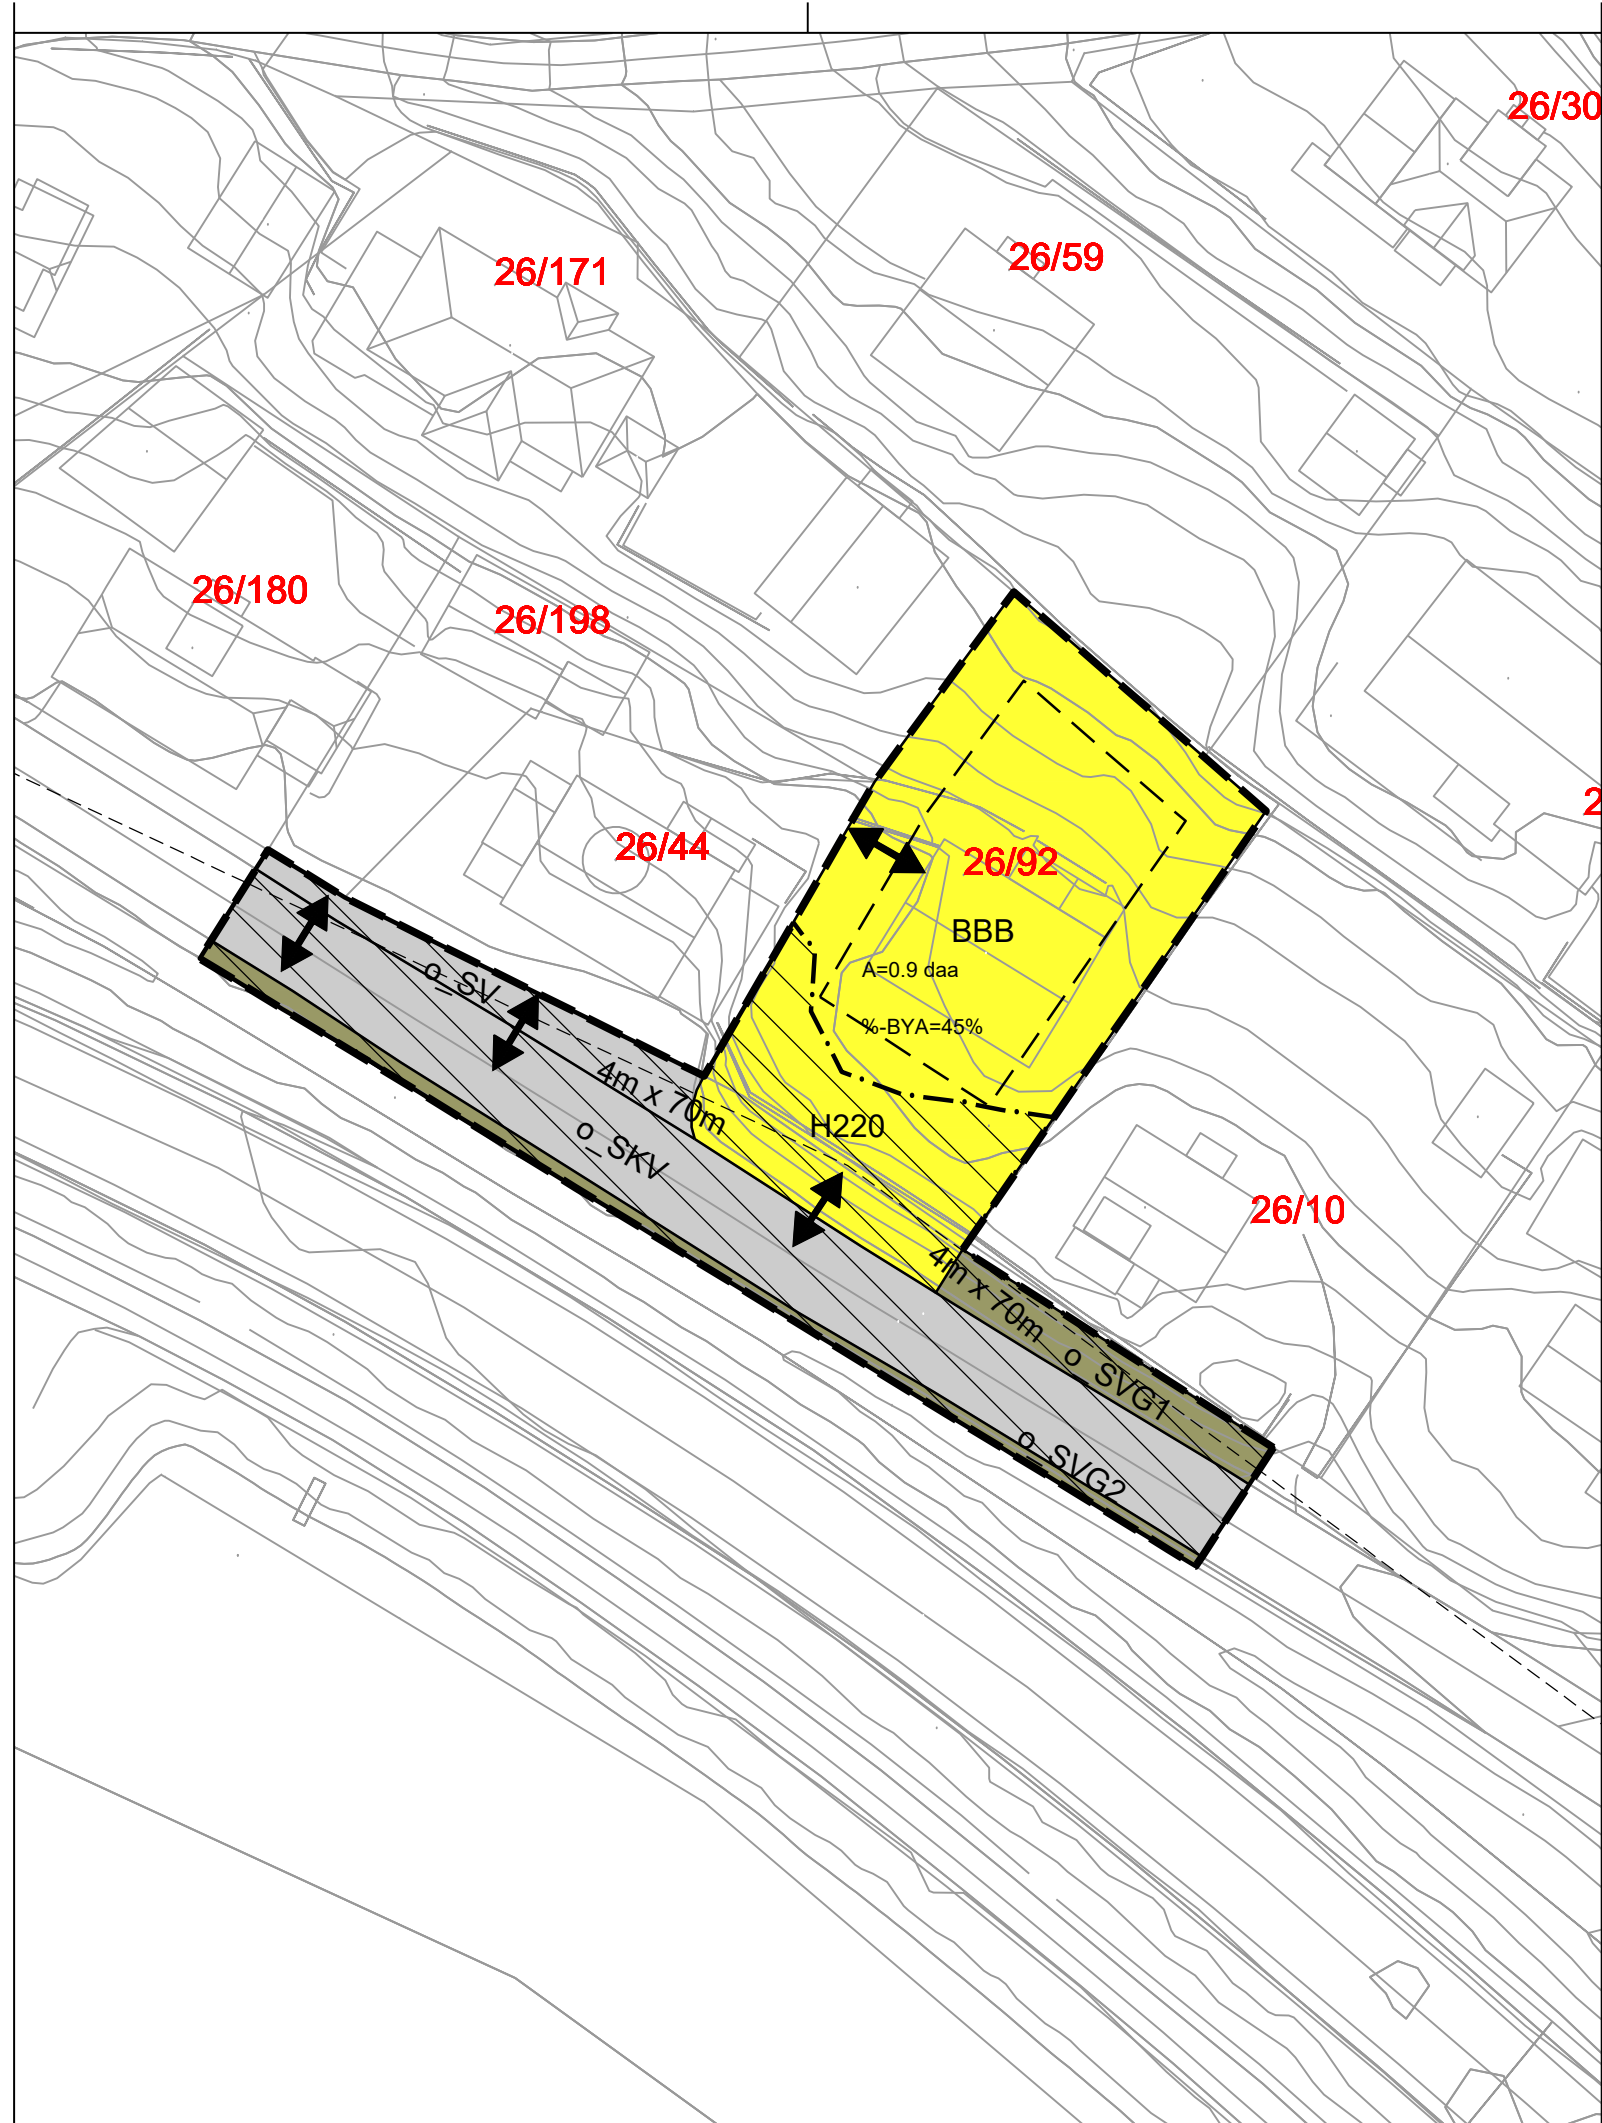 26/30
26/59
26/171
26/180
26/198
2
26/44
26/92
BBB
A=0.9 daa
o_SV
%-BYA=45%
4m x 70m
H220
o_SKV
26/10
4m x 70m
o_SVG1
o_SVG2